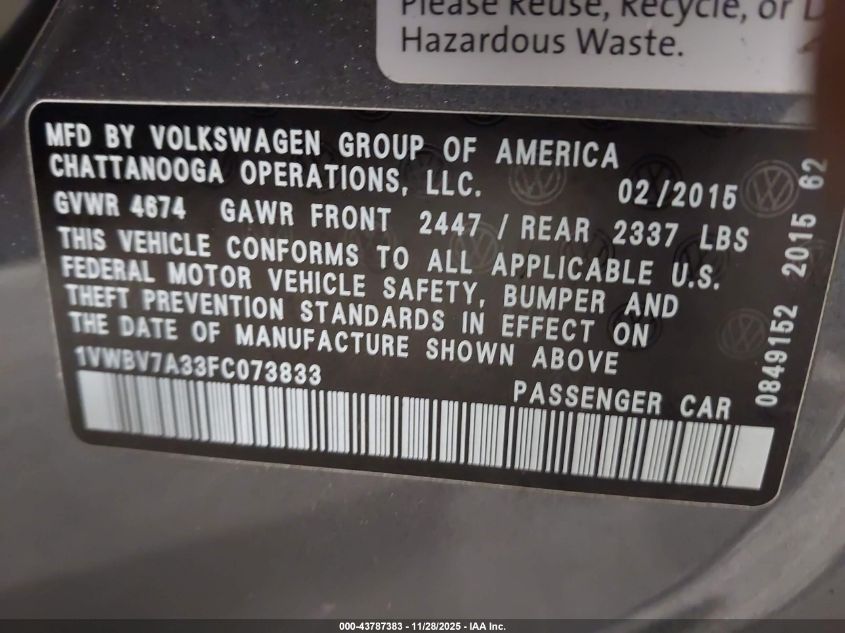 Please Reuse, Recycle, or
Hazardous Waste.
MFD BY VOLKSWAGEN GROUP OF AMERICA
CHATTANOOGA OPERATIONS, LLC. 02/2015
GVWR 4674 GAWR FRONT 2447 / REAR 2337 LBS
THIS VEHICLE CONFORMS TO ALL APPLICABLE U.S.
FEDERAL MOTOR VEHICLE SAFETY, BUMPER AND
THEFT PREVENTION STANDARDS IN EFFECT ON
THE DATE OF MANUFACTURE SHOWN ABOVE
1VWBV7A33FC073833
PASSENGER CAR
0849152 2015 62
000-43787383 - 11/28/2025 - IAA Inc.